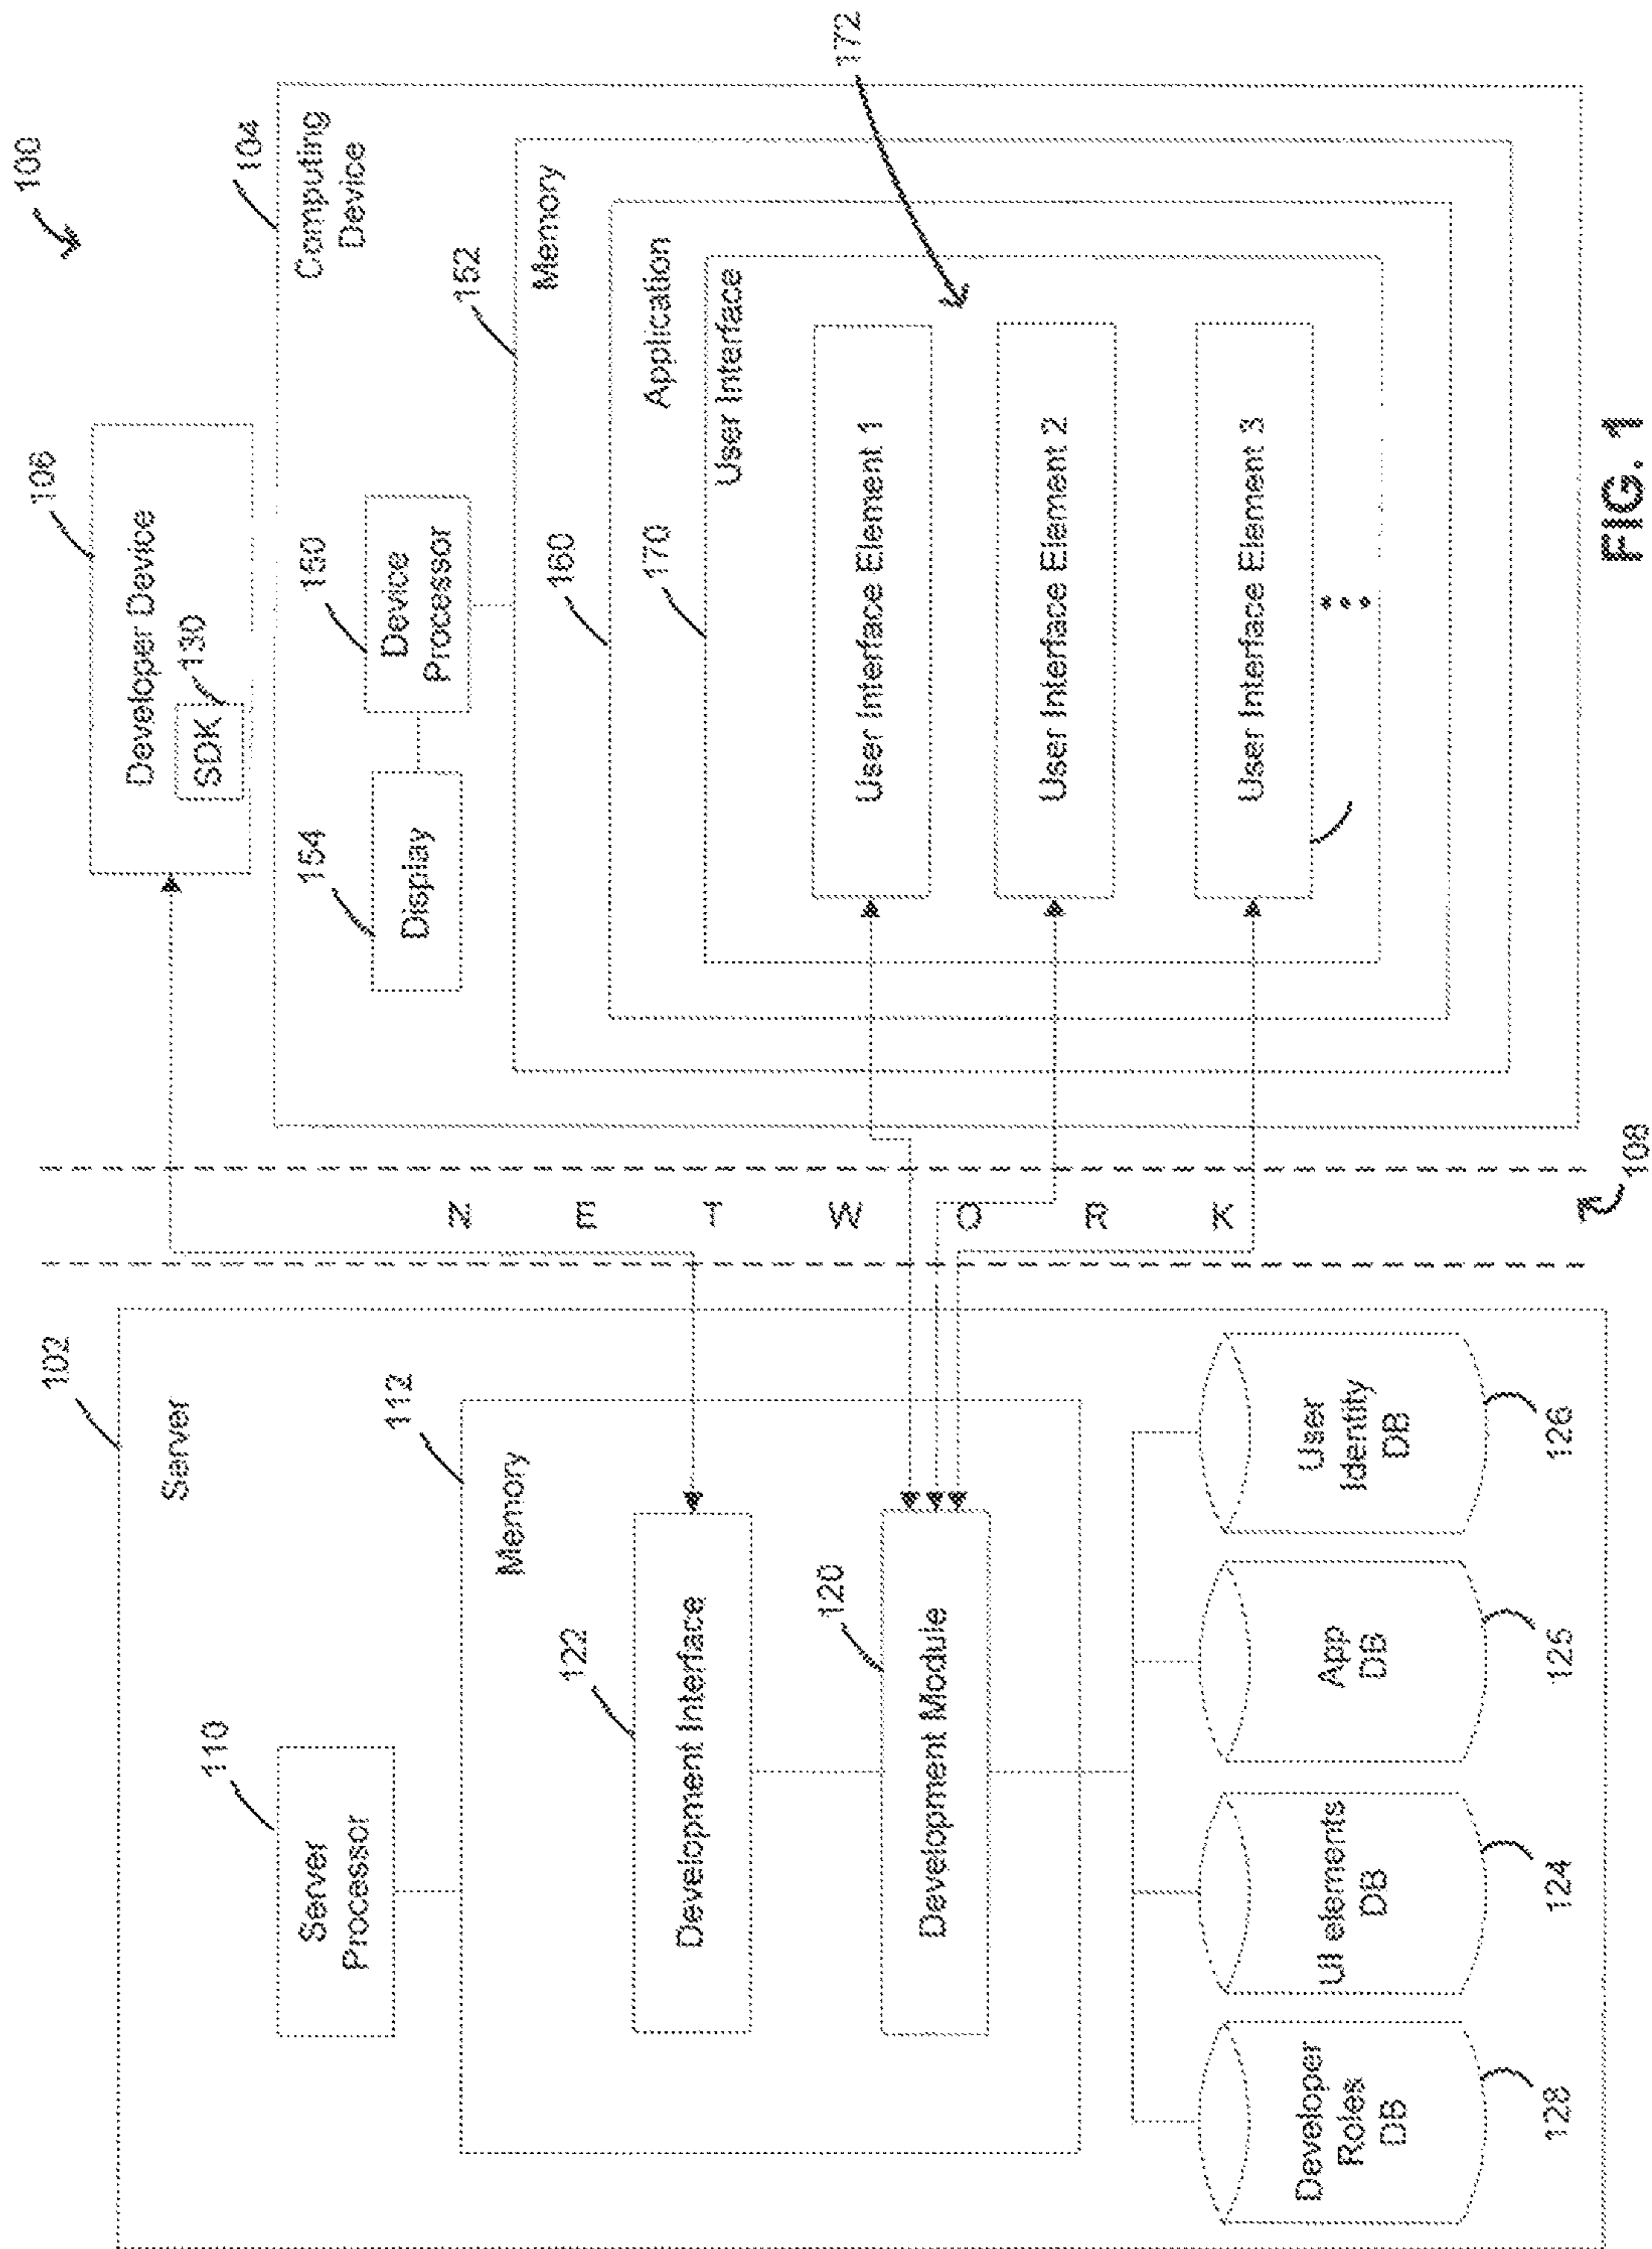 100
102
Server
110
Server
Processor
112
Memory
122
Development Interface
120
Development Module
Developer
Roles
DB
128
UI elements
DB
124
App
DB
125
User
Identity
DB
126
N E T W O R K
108
106
Developer Device
SDK
130
104
Computing
Device
154
Display
150
Device
Processor
152
Memory
160
Application
170
User Interface
172
User Interface Element 1
User Interface Element 2
User Interface Element 3
FIG. 1